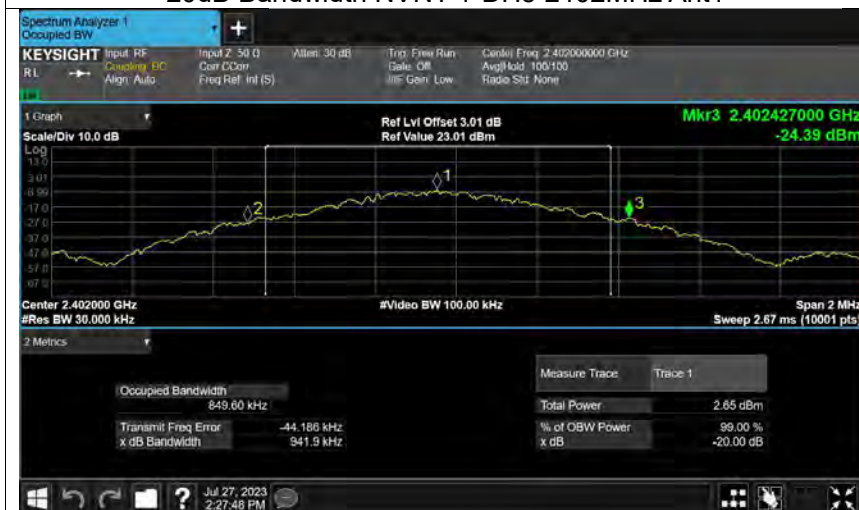 Spectrum Analyzer 1
Occupied BW
+
KEYSIGHT Input: RF Input Z: 50 Ω Atten: 30 dB Trig: Free Run Center Freq: 2.402000000 GHz
RL Coupling: DC Corr CCorr Gate: Off Avg|Hold: 100/100
Align: Auto Freq Ref: Int (S) #IF Gain: Low Radio Std: None
1 Graph
Scale/Div 10.0 dB Ref Lvl Offset 3.01 dB Mkr3 2.402427000 GHz
Ref Value 23.01 dBm -24.39 dBm
Log
13.0
3.01
-6.99
-17.0
-27.0
-37.0
-47.0
-57.0
-67.0
1
2
3
Center 2.402000 GHz #Video BW 100.00 kHz Span 2 MHz
#Res BW 30.000 kHz Sweep 2.67 ms (10001 pts)
2 Metrics
Measure Trace Trace 1
Occupied Bandwidth
849.60 kHz Total Power 2.65 dBm
Transmit Freq Error -44.186 kHz % of OBW Power 99.00 %
x dB Bandwidth 941.9 kHz x dB -20.00 dB
?
Jul 27, 2023
2:27:48 PM